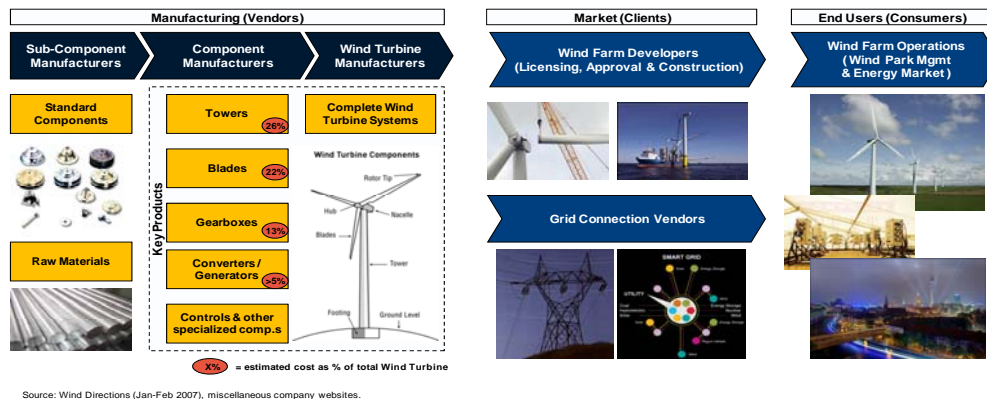 Manufacturing (Vendors)
Market (Clients)
End Users (Consumers)
Sub-Component
Manufacturers
Component
Manufacturers
Wind Turbine
Manufacturers
Wind Farm Developers
(Licensing, Approval & Construction)
Wind Farm Operations
(Wind Park Mgmt
& Energy Market)
Standard
Components
Raw Materials
Key Products
Towers
26%
Blades
22%
Gearboxes
13%
Converters /
Generators
>5%
Controls & other
specialized comp.s
Complete Wind
Turbine Systems
Wind Turbine Components
Rotor Tip
Hub
Nacelle
Blades
Tower
Footing
Ground Level
Grid Connection Vendors
SMART GRID
UTILITY
X% = estimated cost as % of total Wind Turbine
Source: Wind Directions (Jan-Feb 2007), miscellaneous company websites.